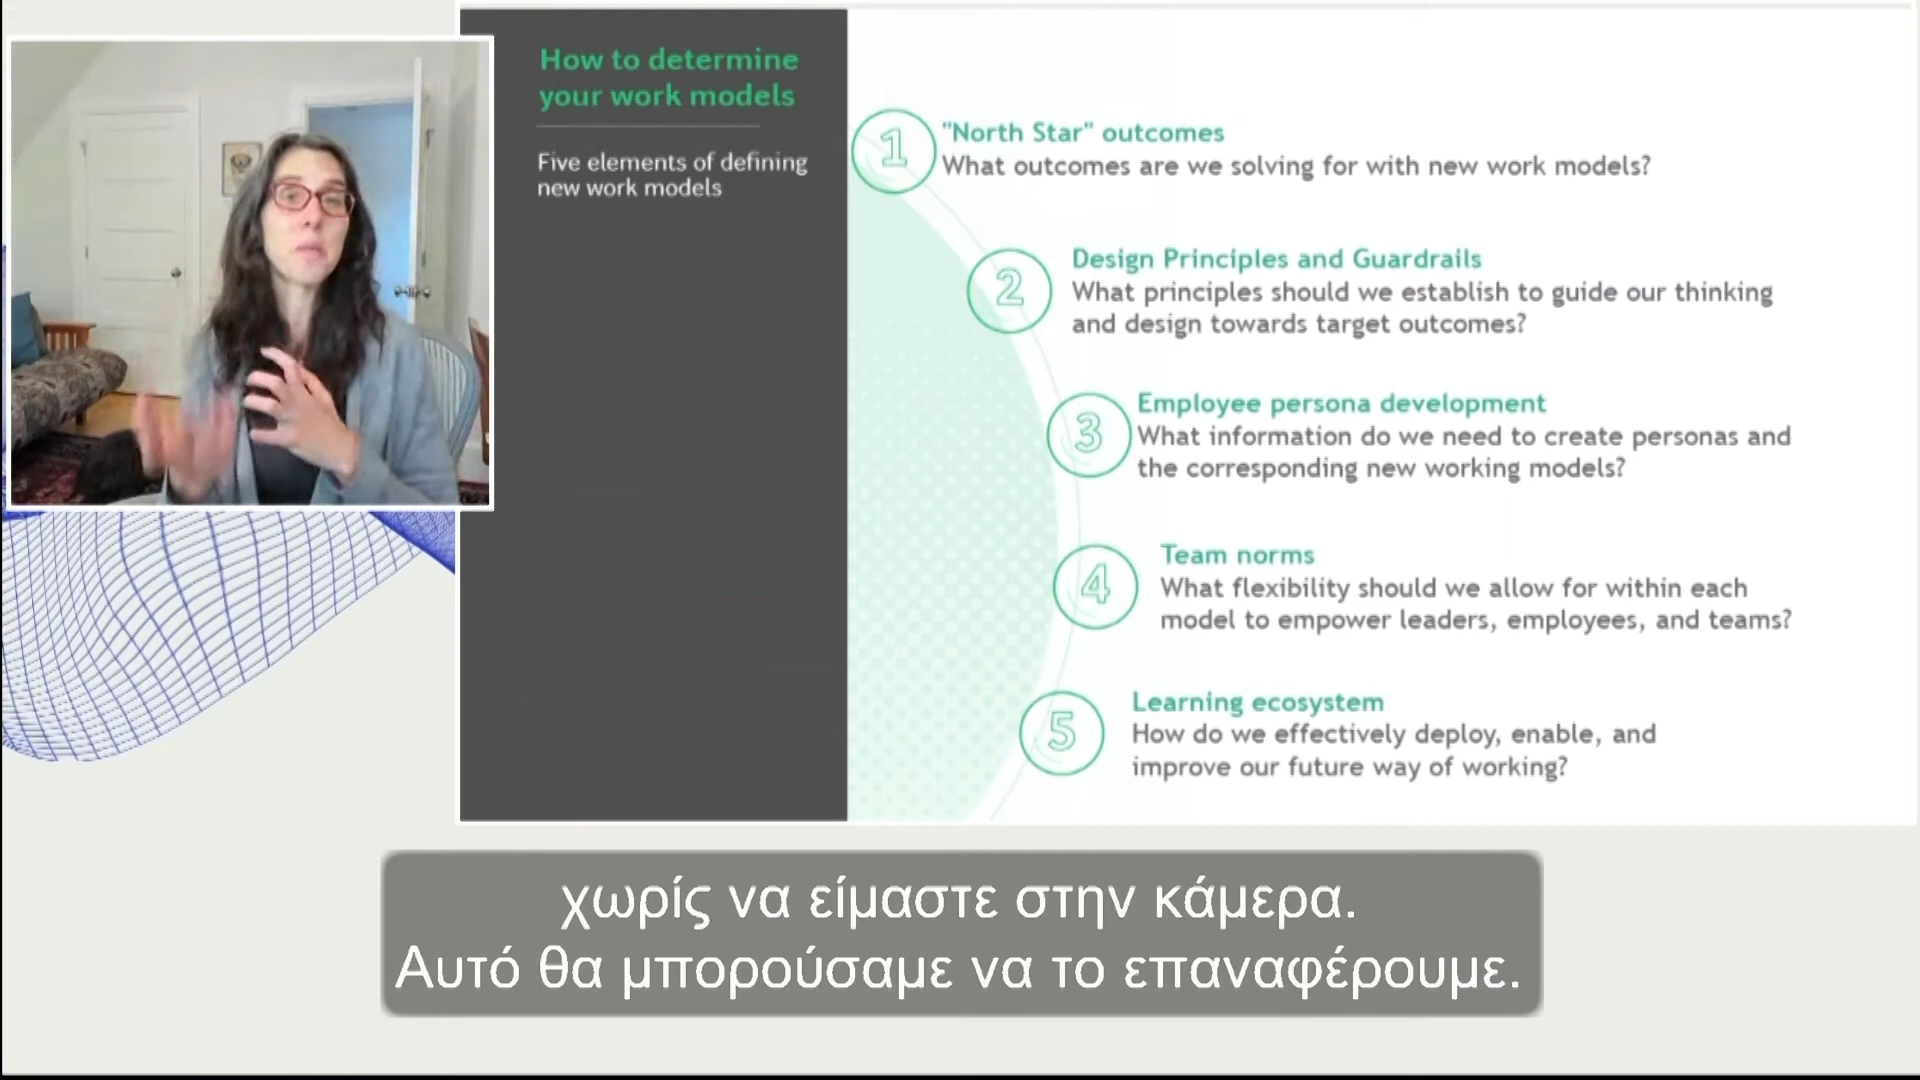 How to determine
your work models
Five elements of defining
new work models
1
"North Star" outcomes
What outcomes are we solving for with new work models?
2
Design Principles and Guardrails
What principles should we establish to guide our thinking
and design towards target outcomes?
3
Employee persona development
What information do we need to create personas and
the corresponding new working models?
4
Team norms
What flexibility should we allow for within each
model to empower leaders, employees, and teams?
5
Learning ecosystem
How do we effectively deploy, enable, and
improve our future way of working?
χωρίς να είμαστε στην κάμερα.
Αυτό θα μπορούσαμε να το επαναφέρουμε.